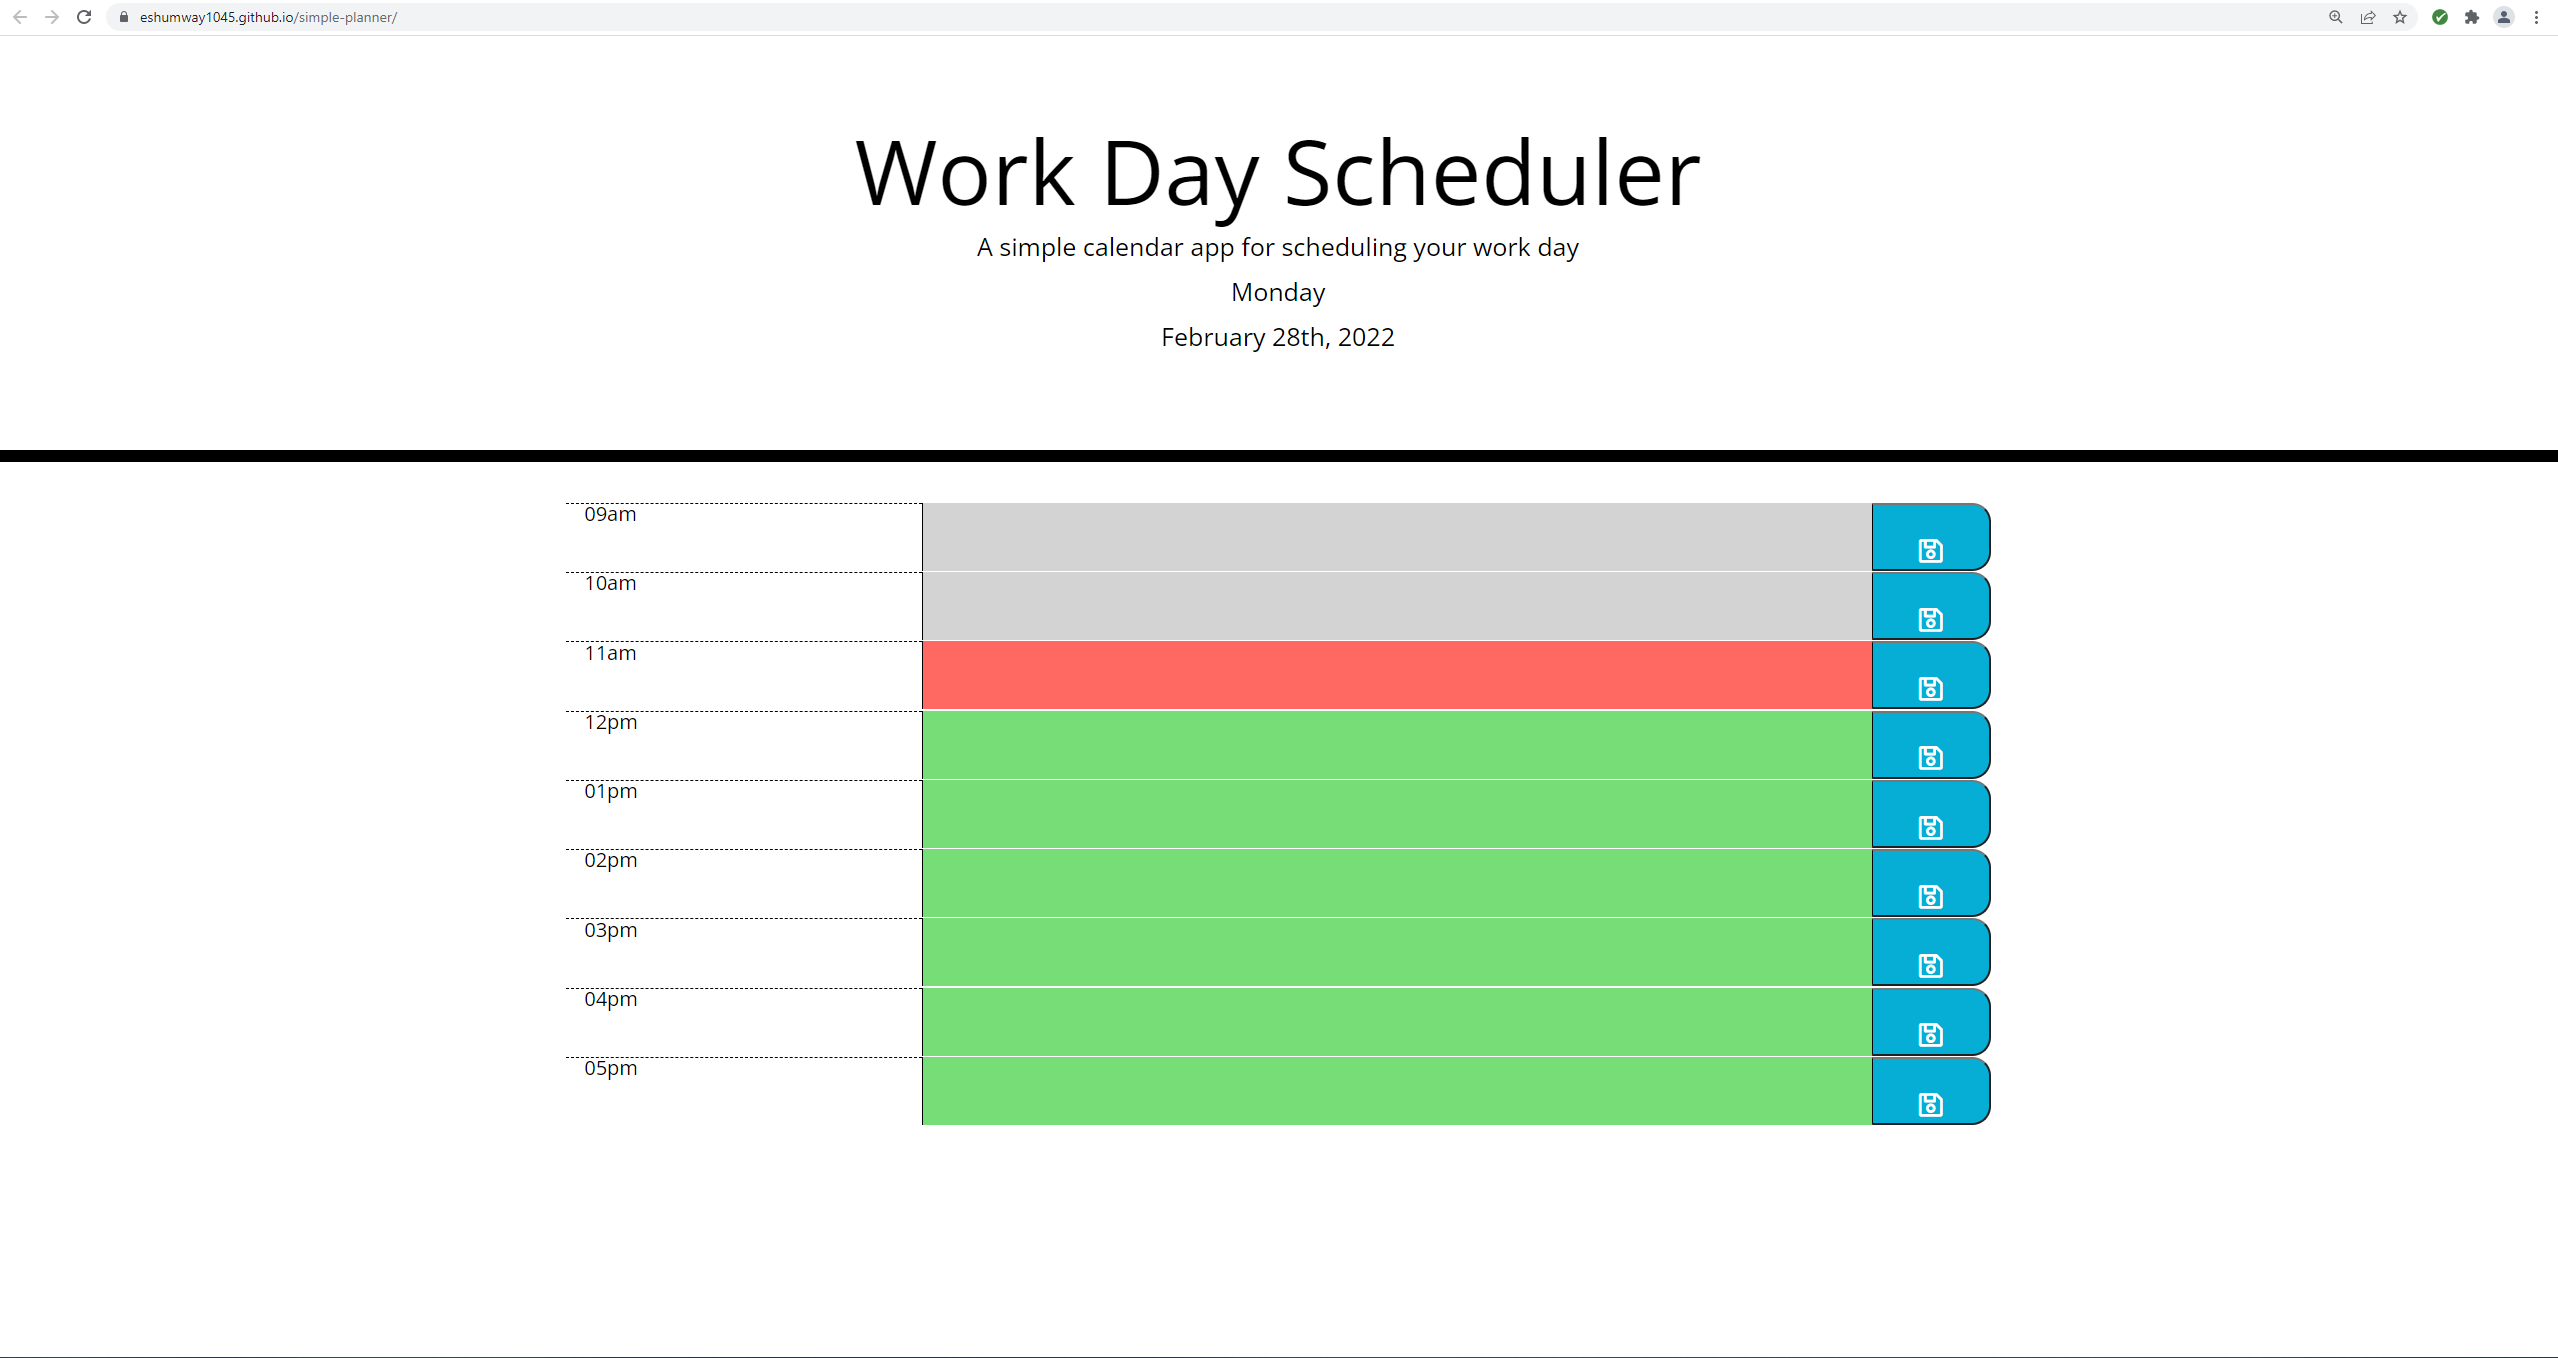 eshumway1045.github.io/simple-planner/
Work Day Scheduler
A simple calendar app for scheduling your work day
Monday
February 28th, 2022
09am
10am
11am
12pm
01pm
02pm
03pm
04pm
05pm